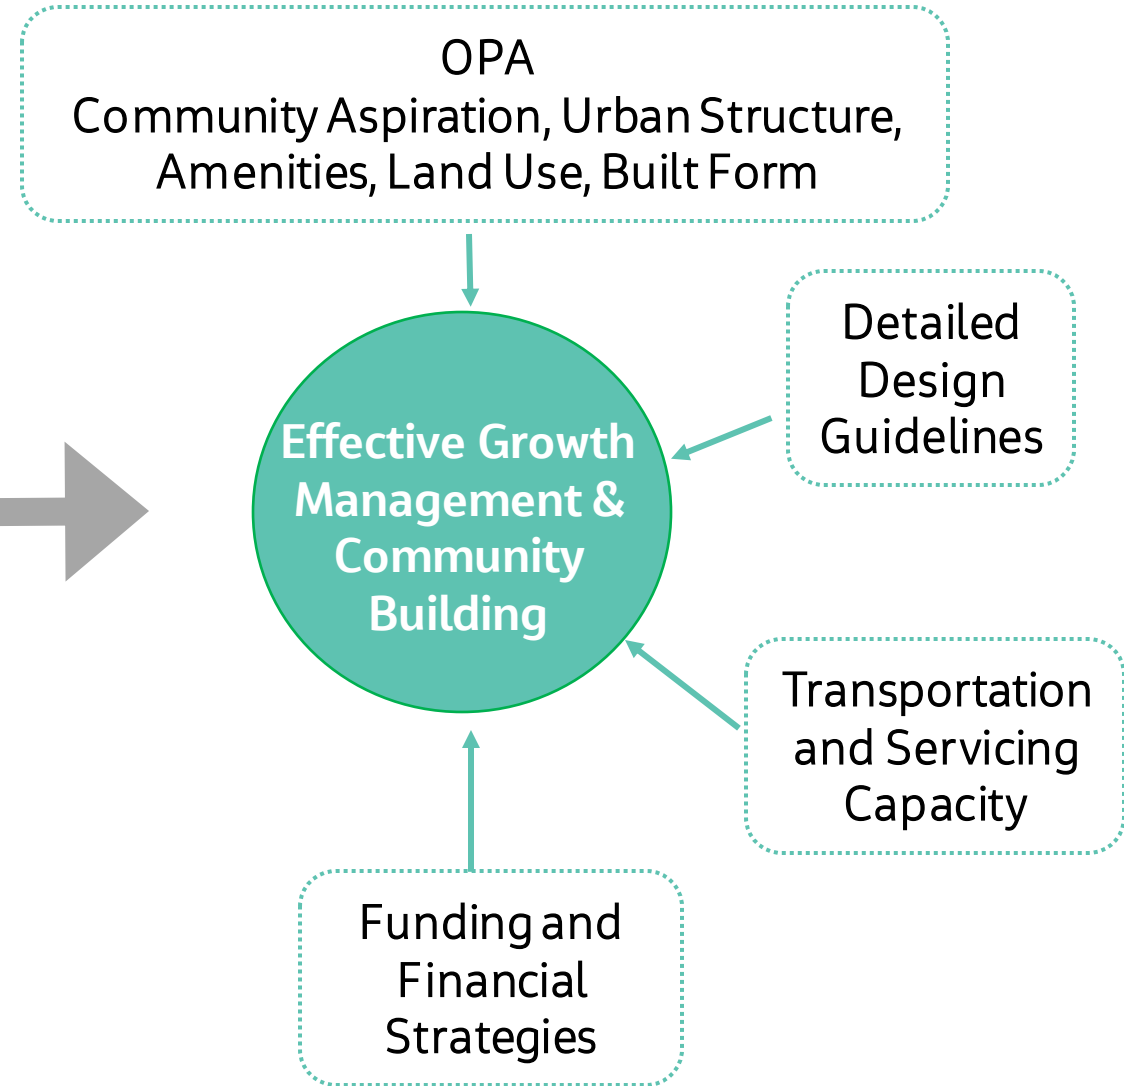 OPA
Community Aspiration, Urban Structure,
Amenities, Land Use, Built Form
Detailed
Design
Guidelines
Effective Growth
Management &
Community
Building
Transportation
and Servicing
Capacity
Funding and
Financial
Strategies